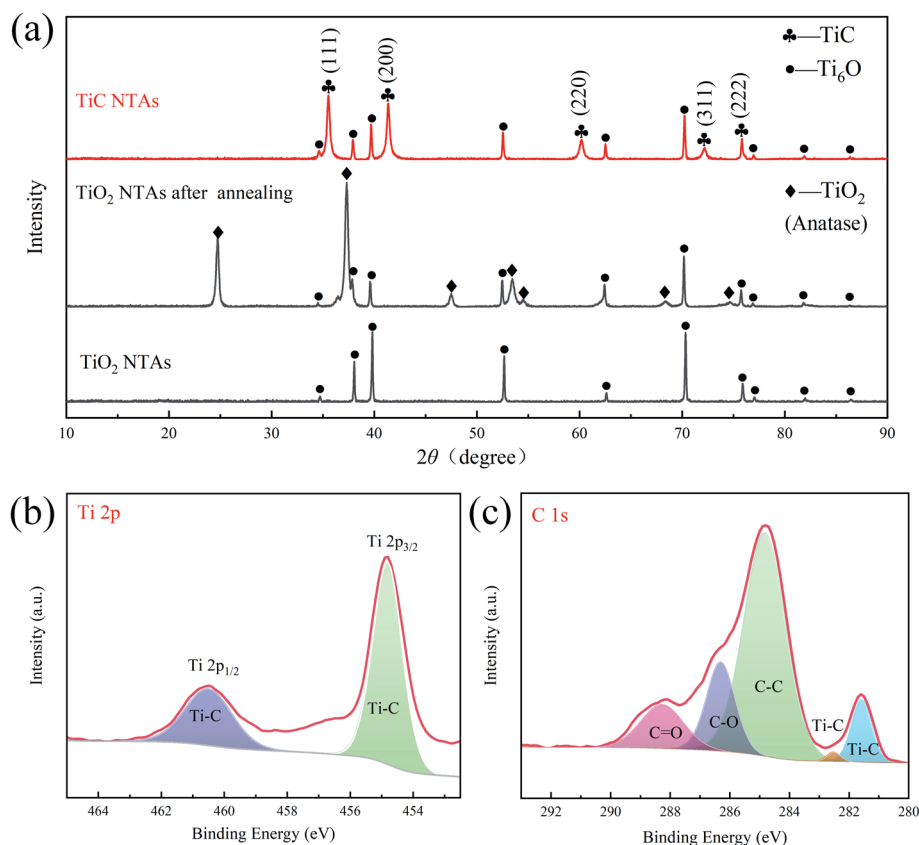 (a)
(111)
(200)
(220)
(311)
(222)
♣—TiC
●—Ti₆O
TiC NTAs
TiO₂ NTAs after annealing
◆—TiO₂
(Anatase)
TiO₂ NTAs
Intensity
10 20 30 40 50 60 70 80 90
2θ（degree）
(b)
Ti 2p
Ti 2p₃/₂
Ti 2p₁/₂
Ti-C
Ti-C
Intensity (a.u.)
464 462 460 458 456 454
Binding Energy (eV)
(c)
C 1s
C-C
C-O
C=O
Ti-C
Ti-C
Intensity (a.u.)
293 292 290 288 286 284 282 280
Binding Energy (eV)